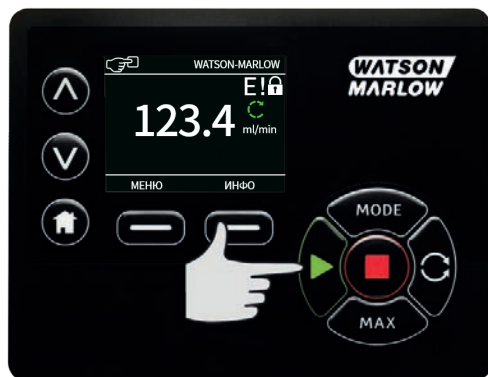 WATSON-MARLOW
E!
123.4
ml/min
МЕНЮ
ИНФО
WATSON
MARLOW
MODE
MAX